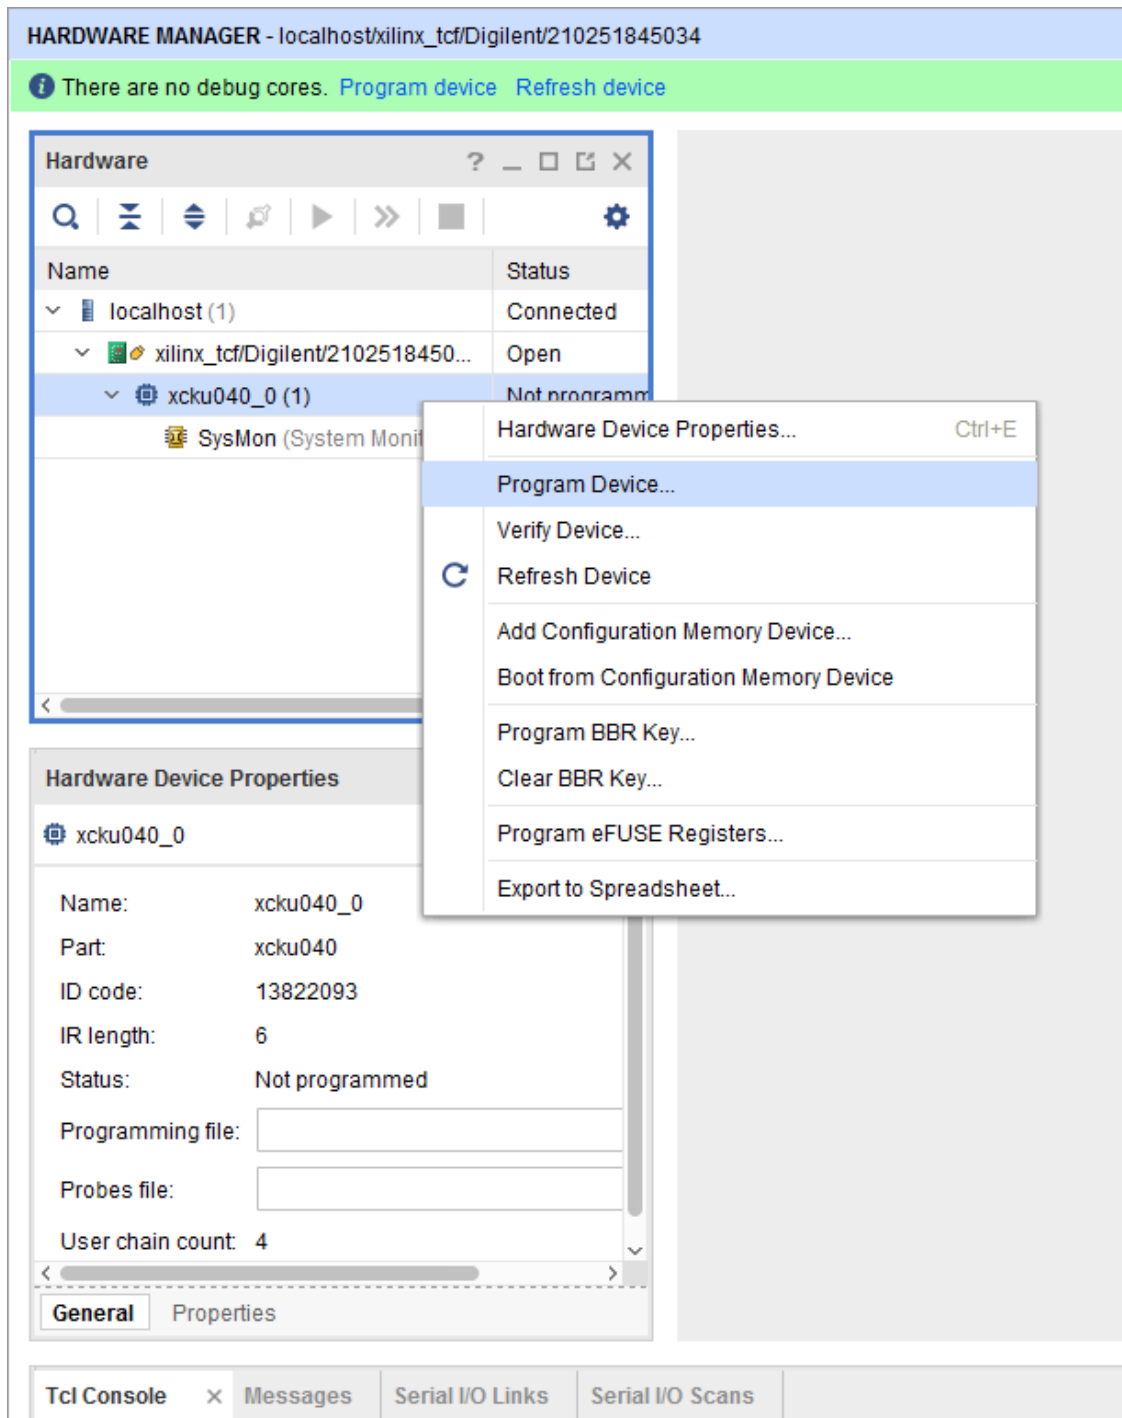 HARDWARE MANAGER - localhost/xilinx_tcf/Digilent/210251845034
There are no debug cores. Program device Refresh device
Hardware
?
Name Status
localhost (1) Connected
xilinx_tcf/Digilent/2102518450... Open
xcku040_0 (1) Not programm
SysMon (System Monit
Hardware Device Properties... Ctrl+E
Program Device...
Verify Device...
Refresh Device
Add Configuration Memory Device...
Boot from Configuration Memory Device
Program BBR Key...
Clear BBR Key...
Program eFUSE Registers...
Export to Spreadsheet...
Hardware Device Properties
xcku040_0
Name: xcku040_0
Part: xcku040
ID code: 13822093
IR length: 6
Status: Not programmed
Programming file:
Probes file:
User chain count: 4
General Properties
Tcl Console Messages Serial I/O Links Serial I/O Scans